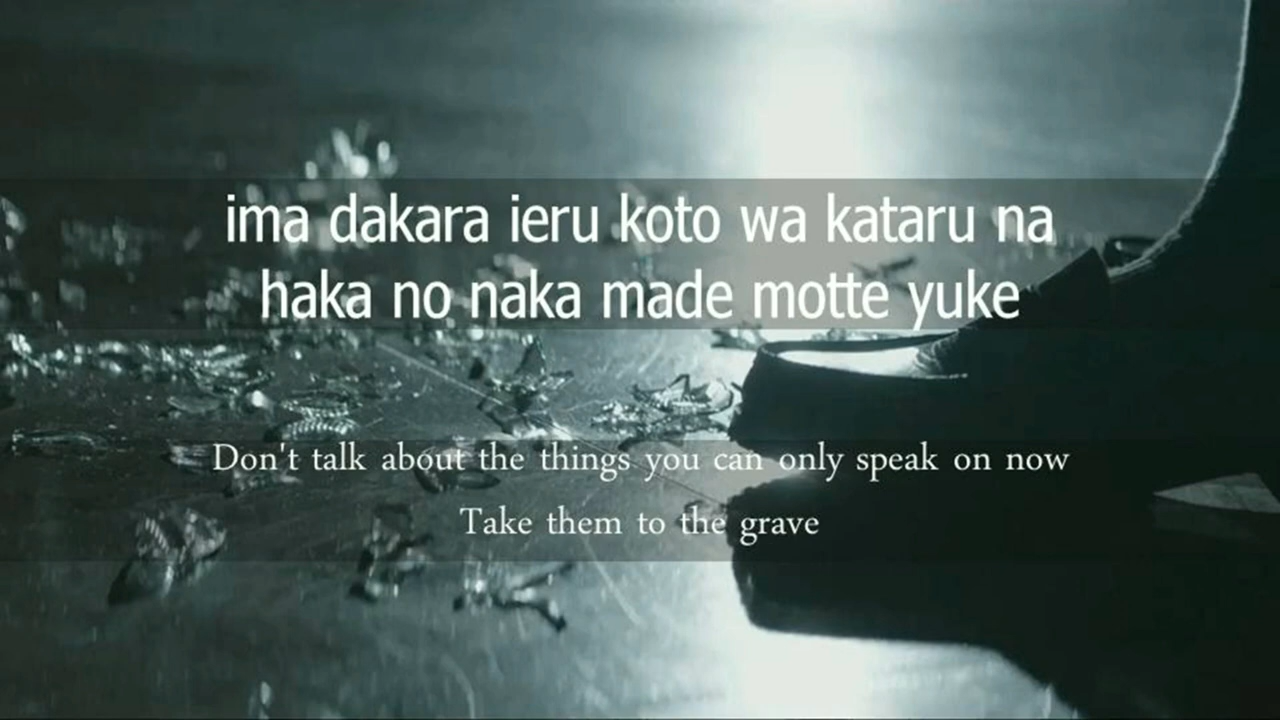 ima dakara ieru koto wa kataru na
haka no naka made motte yuke
Don't talk about the things you can only speak on now
Take them to the grave